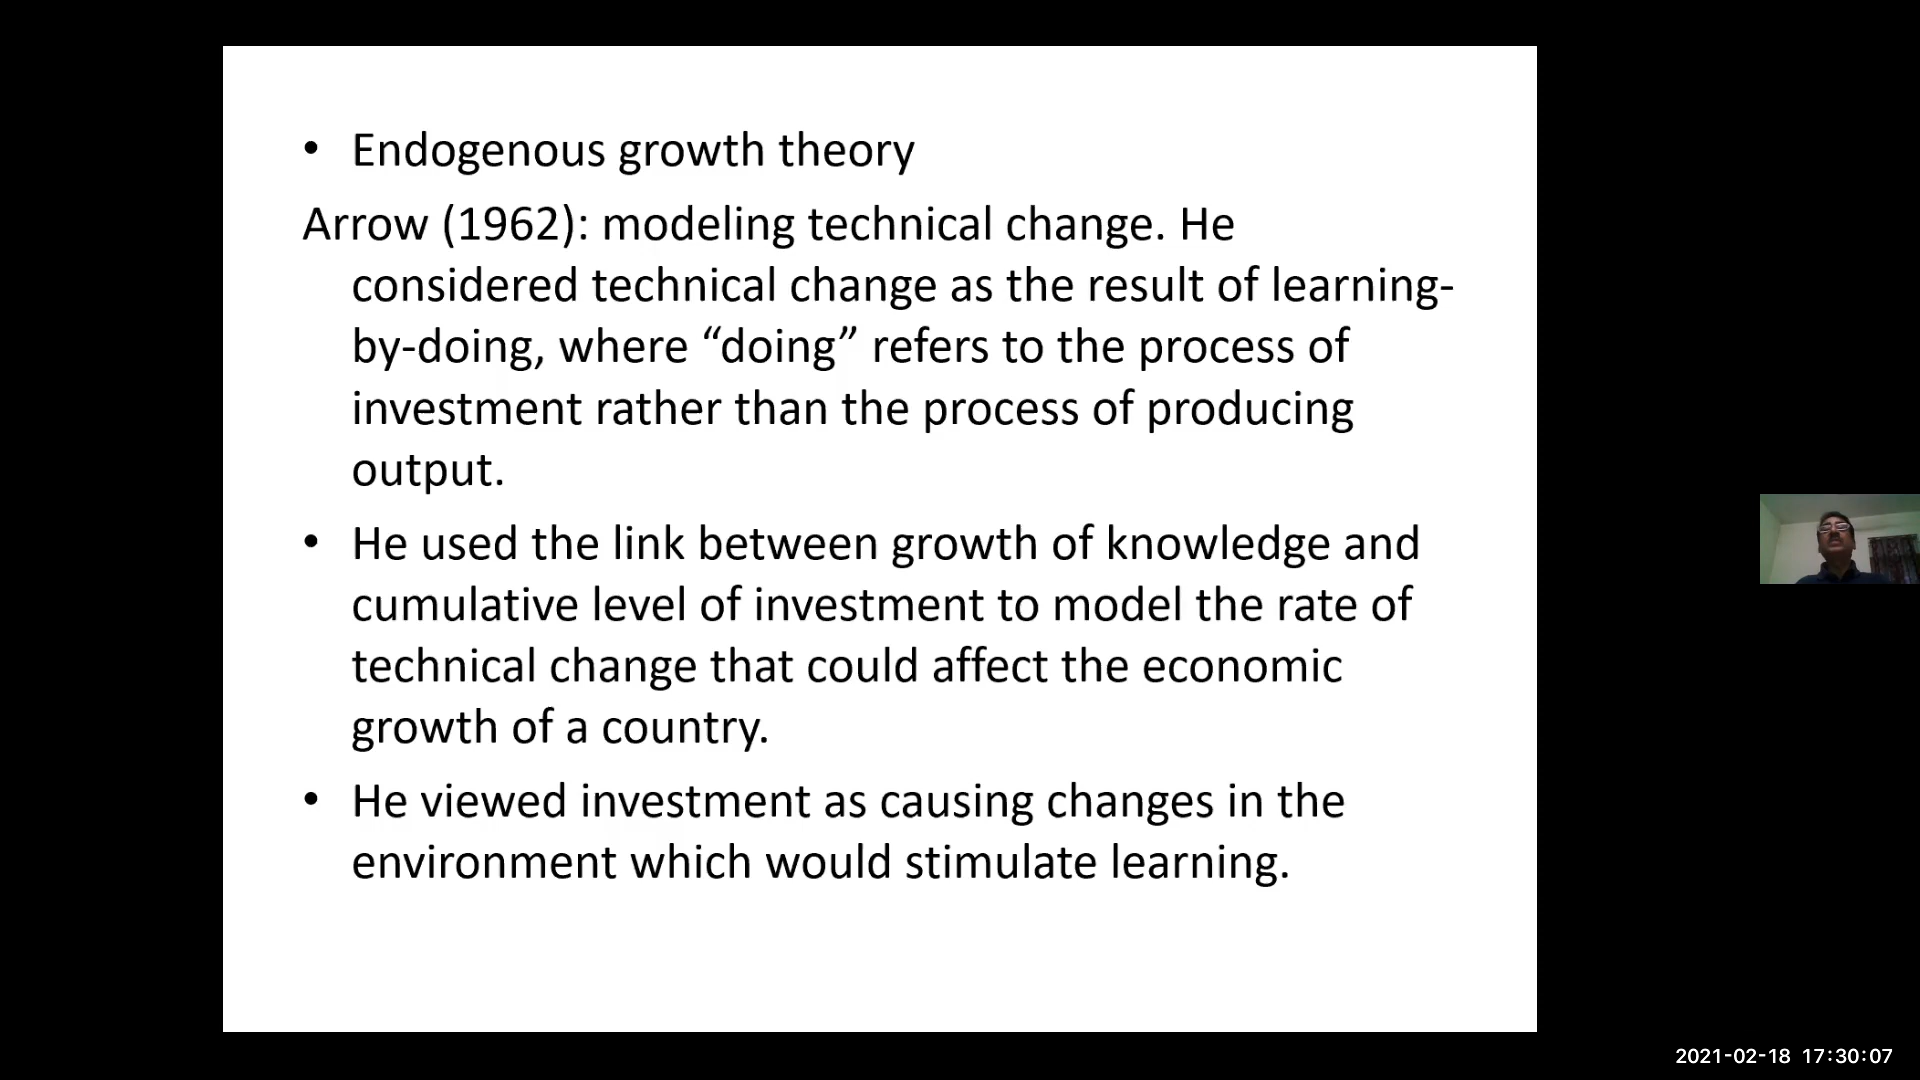 • Endogenous growth theory
Arrow (1962): modeling technical change. He
considered technical change as the result of learning-
by-doing, where “doing” refers to the process of
investment rather than the process of producing
output.
• He used the link between growth of knowledge and
cumulative level of investment to model the rate of
technical change that could affect the economic
growth of a country.
• He viewed investment as causing changes in the
environment which would stimulate learning.
2021-02-18 17:30:07